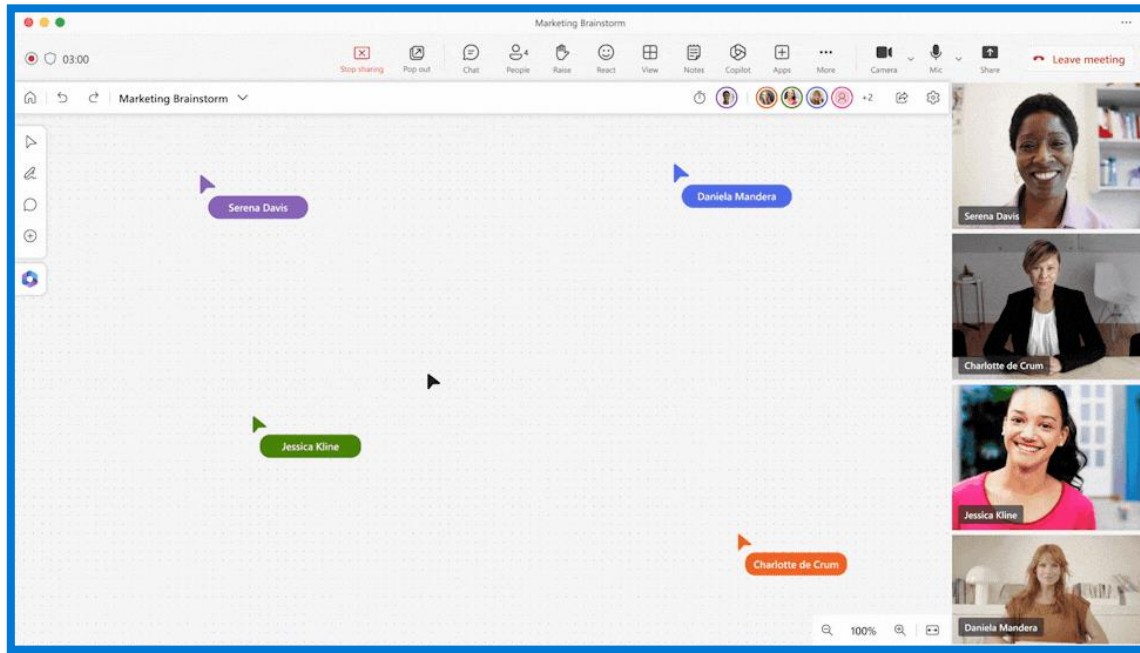 Marketing Brainstorm
03:00
Stop sharing
Pop out
Chat
4
People
Raise
React
View
Notes
Copilot
Apps
More
Camera
Mic
Share
Leave meeting
Marketing Brainstorm
+2
Serena Davis
Daniela Mandera
Jessica Kline
Charlotte de Crum
100%
Serena Davis
Charlotte de Crum
Jessica Kline
Daniela Mandera